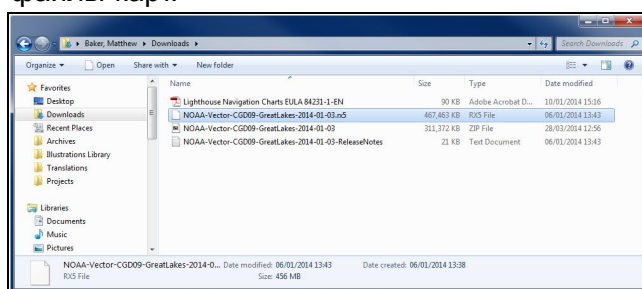 файлы карт.
Baker, Matthew ▸ Downloads ▸
Search Downloads
Organize ▾ Open Share with ▾ New folder
Favorites
Desktop
Downloads
Recent Places
Archives
Illustrations Library
Translations
Projects
Libraries
Documents
Music
Pictures
Name Size Type Date modified
Lighthouse Navigation Charts EULA 84231-1-EN 90 KB Adobe Acrobat D... 10/01/2014 15:16
NOAA-Vector-CGD09-GreatLakes-2014-01-03.rx5 467,463 KB RX5 File 06/01/2014 13:43
NOAA-Vector-CGD09-GreatLakes-2014-01-03 311,372 KB ZIP File 28/03/2014 12:56
NOAA-Vector-CGD09-GreatLakes-2014-01-03-ReleaseNotes 21 KB Text Document 06/01/2014 13:43
NOAA-Vector-CGD09-GreatLakes-2014-0... Date modified: 06/01/2014 13:43 Date created: 06/01/2014 13:38
RX5 File Size: 456 MB